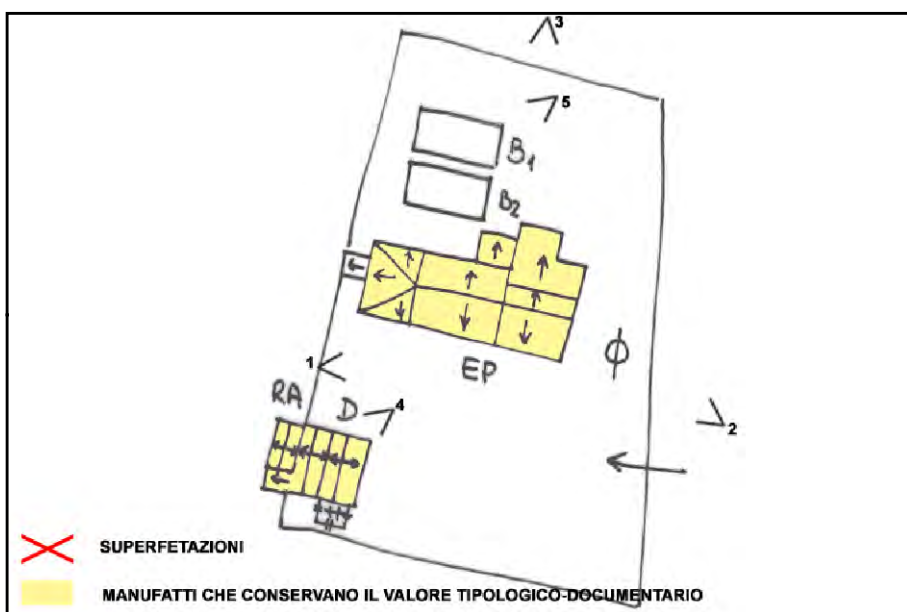 3
5
B1
B2
EP
1
RA D 4
Φ
2
SUPERFETAZIONI
MANUFATTI CHE CONSERVANO IL VALORE TIPOLOGICO-DOCUMENTARIO